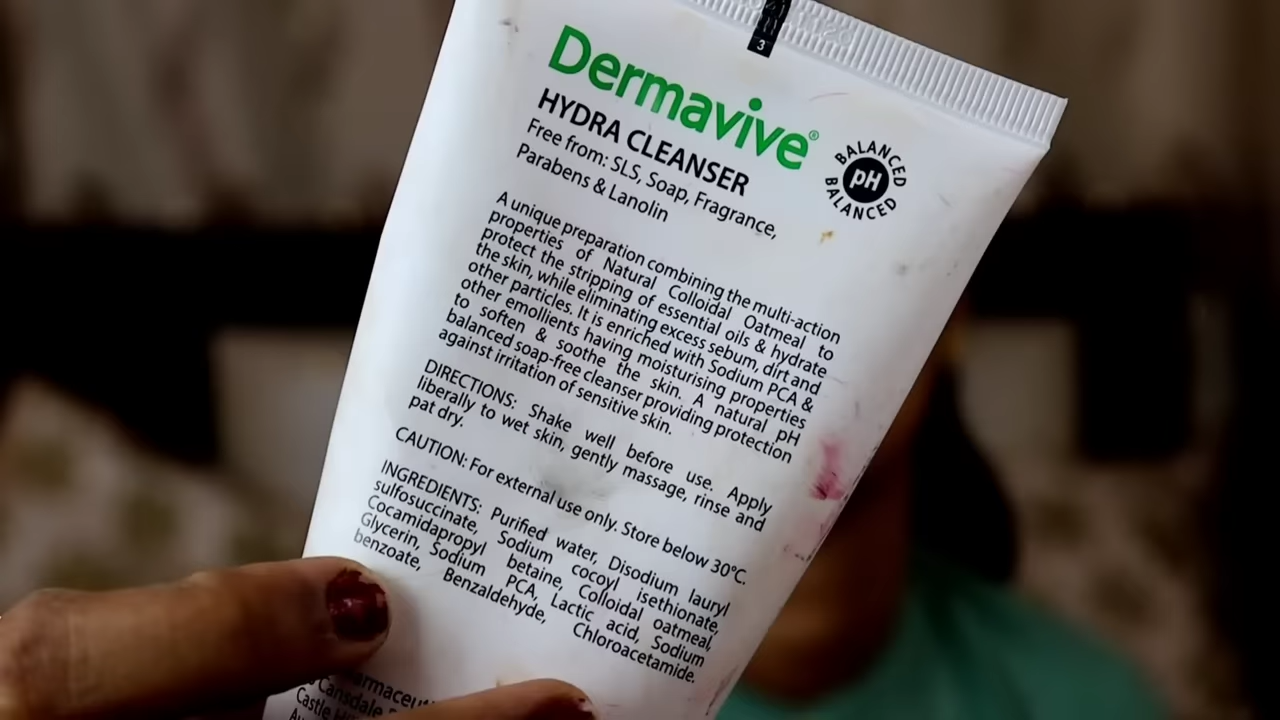 3
Dermavive®
HYDRA CLEANSER
Free from: SLS, Soap, Fragrance,
Parabens & Lanolin
BALANCED
pH
BALANCED
A unique preparation combining the multi-action
properties of Natural Colloidal Oatmeal to
protect the stripping of essential oils & hydrate
the skin, while eliminating excess sebum, dirt and
other particles. It is enriched with Sodium PCA &
other emollients having moisturising properties
to soften & soothe the skin. A natural pH
balanced soap-free cleanser providing protection
against irritation of sensitive skin.
DIRECTIONS: Shake well before use. Apply
liberally to wet skin, gently massage, rinse and
pat dry.
CAUTION: For external use only. Store below 30°C.
INGREDIENTS: Purified water, Disodium lauryl
sulfosuccinate, Sodium cocoyl isethionate,
Cocamidapropyl betaine, Colloidal oatmeal,
Glycerin, Sodium PCA, Lactic acid, Sodium
benzoate, Benzaldehyde, Chloroacetamide.
Cansdale
Castle